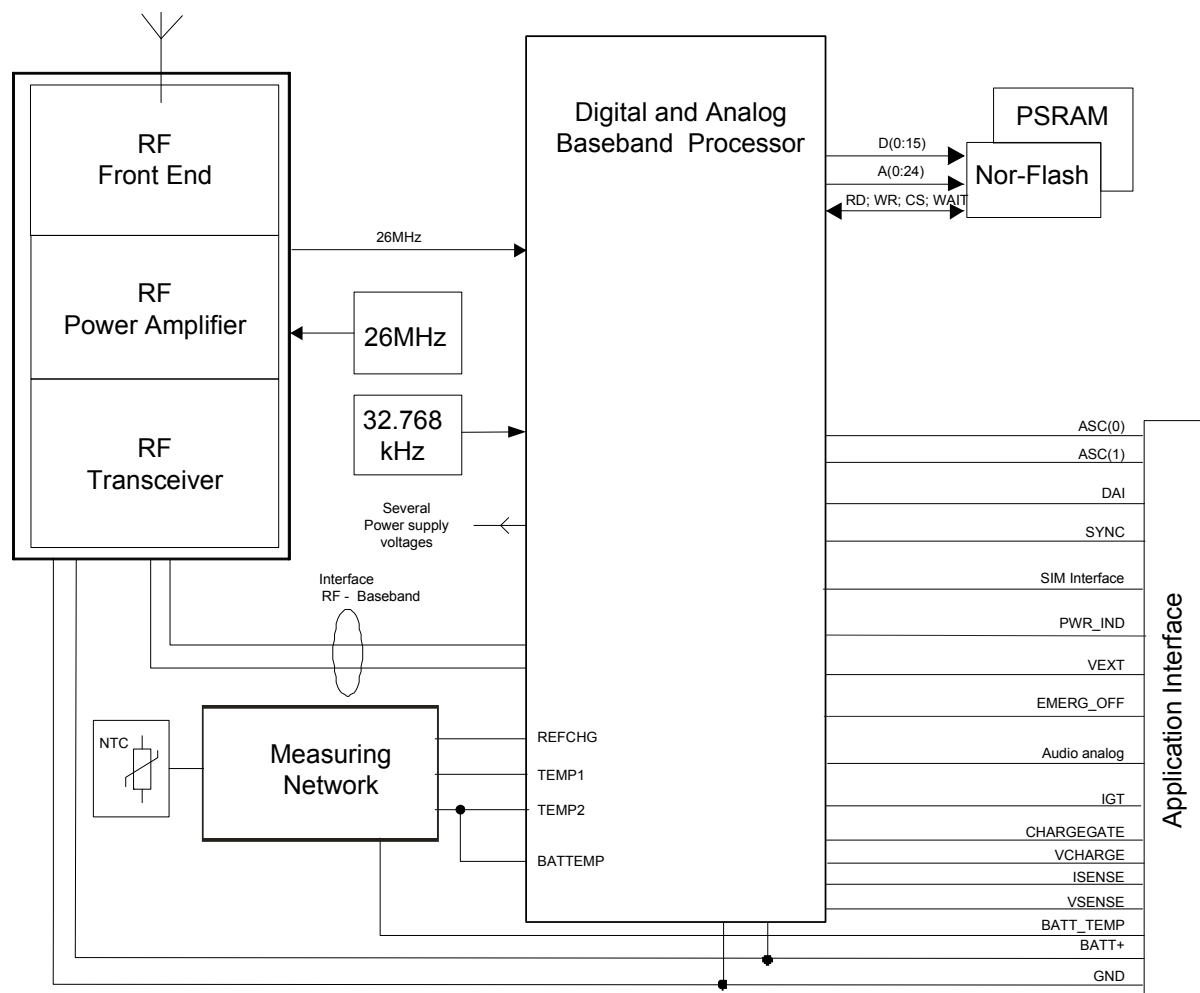 RF
Front End
RF
Power Amplifier
RF
Transceiver
26MHz
26MHz
32.768
kHz
Several
Power supply
voltages
Interface
RF - Baseband
NTC
Measuring
Network
Digital and Analog
Baseband Processor
REFCHG
TEMP1
TEMP2
BATTEMP
D(0:15)
A(0:24)
RD; WR; CS; WAIT
PSRAM
Nor-Flash
ASC(0)
ASC(1)
DAI
SYNC
SIM Interface
PWR_IND
VEXT
EMERG_OFF
Audio analog
IGT
CHARGEGATE
VCHARGE
ISENSE
VSENSE
BATT_TEMP
BATT+
GND
Application Interface